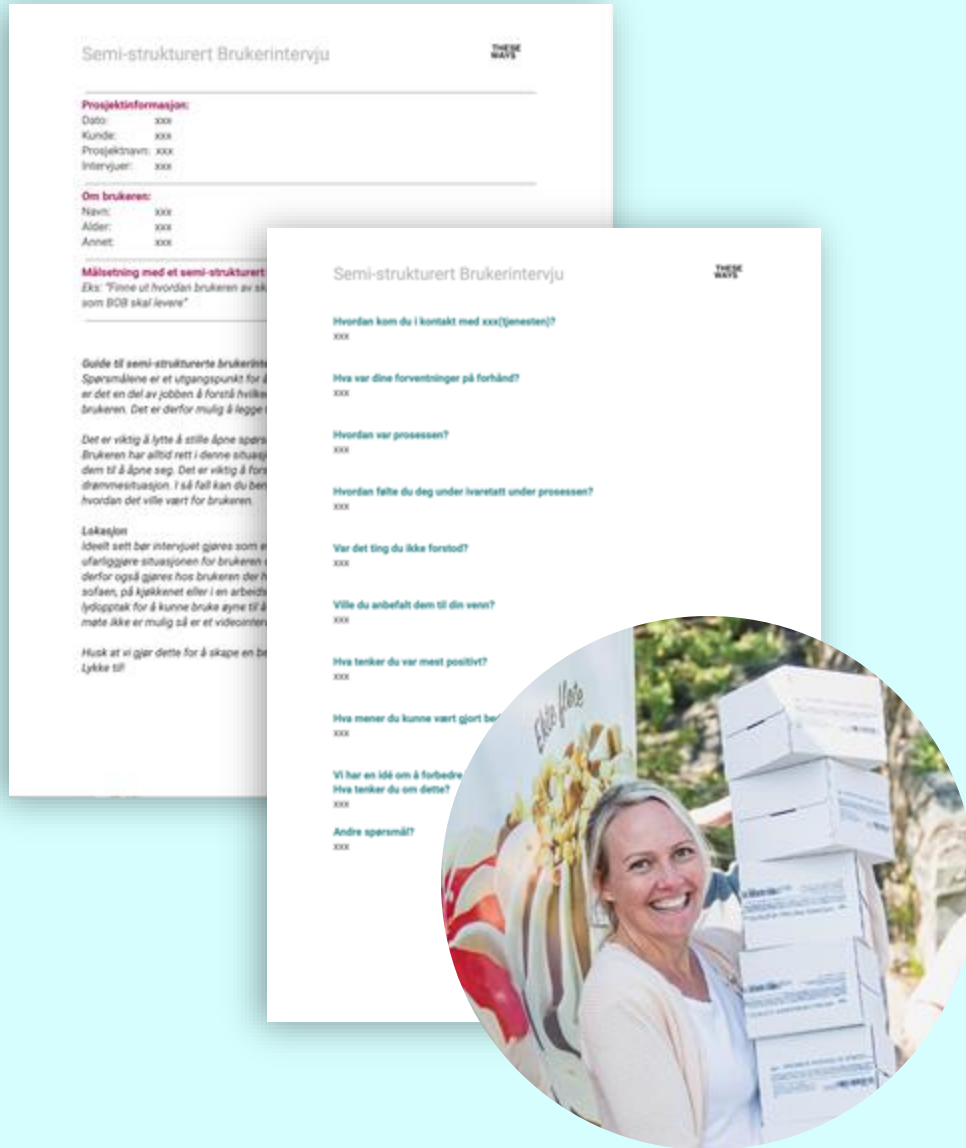 Semi-strukturert Brukerintervju
THESE
WAYS
Prosjektinformasjon:
Dato: xxx
Kunde: xxx
Prosjektnavn: xxx
Intervjuer: xxx
Om brukeren:
Navn: xxx
Alder: xxx
Annet: xxx
Målsetning med et semi-strukturert
Eks: "Finne ut hvordan brukeren av
som BOB skal levere"
Guide til semi-strukturerte
Spørsmålene er et utgangspunkt for
er det en del av jobben å forstå
brukeren. Det er derfor mulig å legge
Det er viktig å lytte å stille åpne
Brukeren har alltid rett i denne
dem til å åpne seg. Det er viktig å
drømmesituasjon. I så fall kan du
hvordan det ville vært for brukeren.
Lokasjon
Ideelt sett bør intervjuet gjøres som
ufarliggjøre situasjonen for brukeren
derfor også gjøres hos brukeren der
sofaen, på kjøkkenet eller i en
lydopptak for å kunne bruke øyne til
møte ikke er mulig så er et
Husk at vi gjør dette for å skape en
Lykke til!
Semi-strukturert Brukerintervju
THESE
WAYS
Hvordan kom du i kontakt med xxx(tjenesten)?
xxx
Hva var dine forventninger på forhånd?
xxx
Hvordan var prosessen?
xxx
Hvordan følte du deg under ivaretatt under prosessen?
xxx
Var det ting du ikke forstod?
xxx
Ville du anbefalt dem til din venn?
xxx
Hva tenker du var mest positivt?
xxx
Hva mener du kunne vært gjort
xxx
Vi har en idé om å forbedre
Hva tenker du om dette?
xxx
Andre spørsmål?
xxx
Ekte fløte